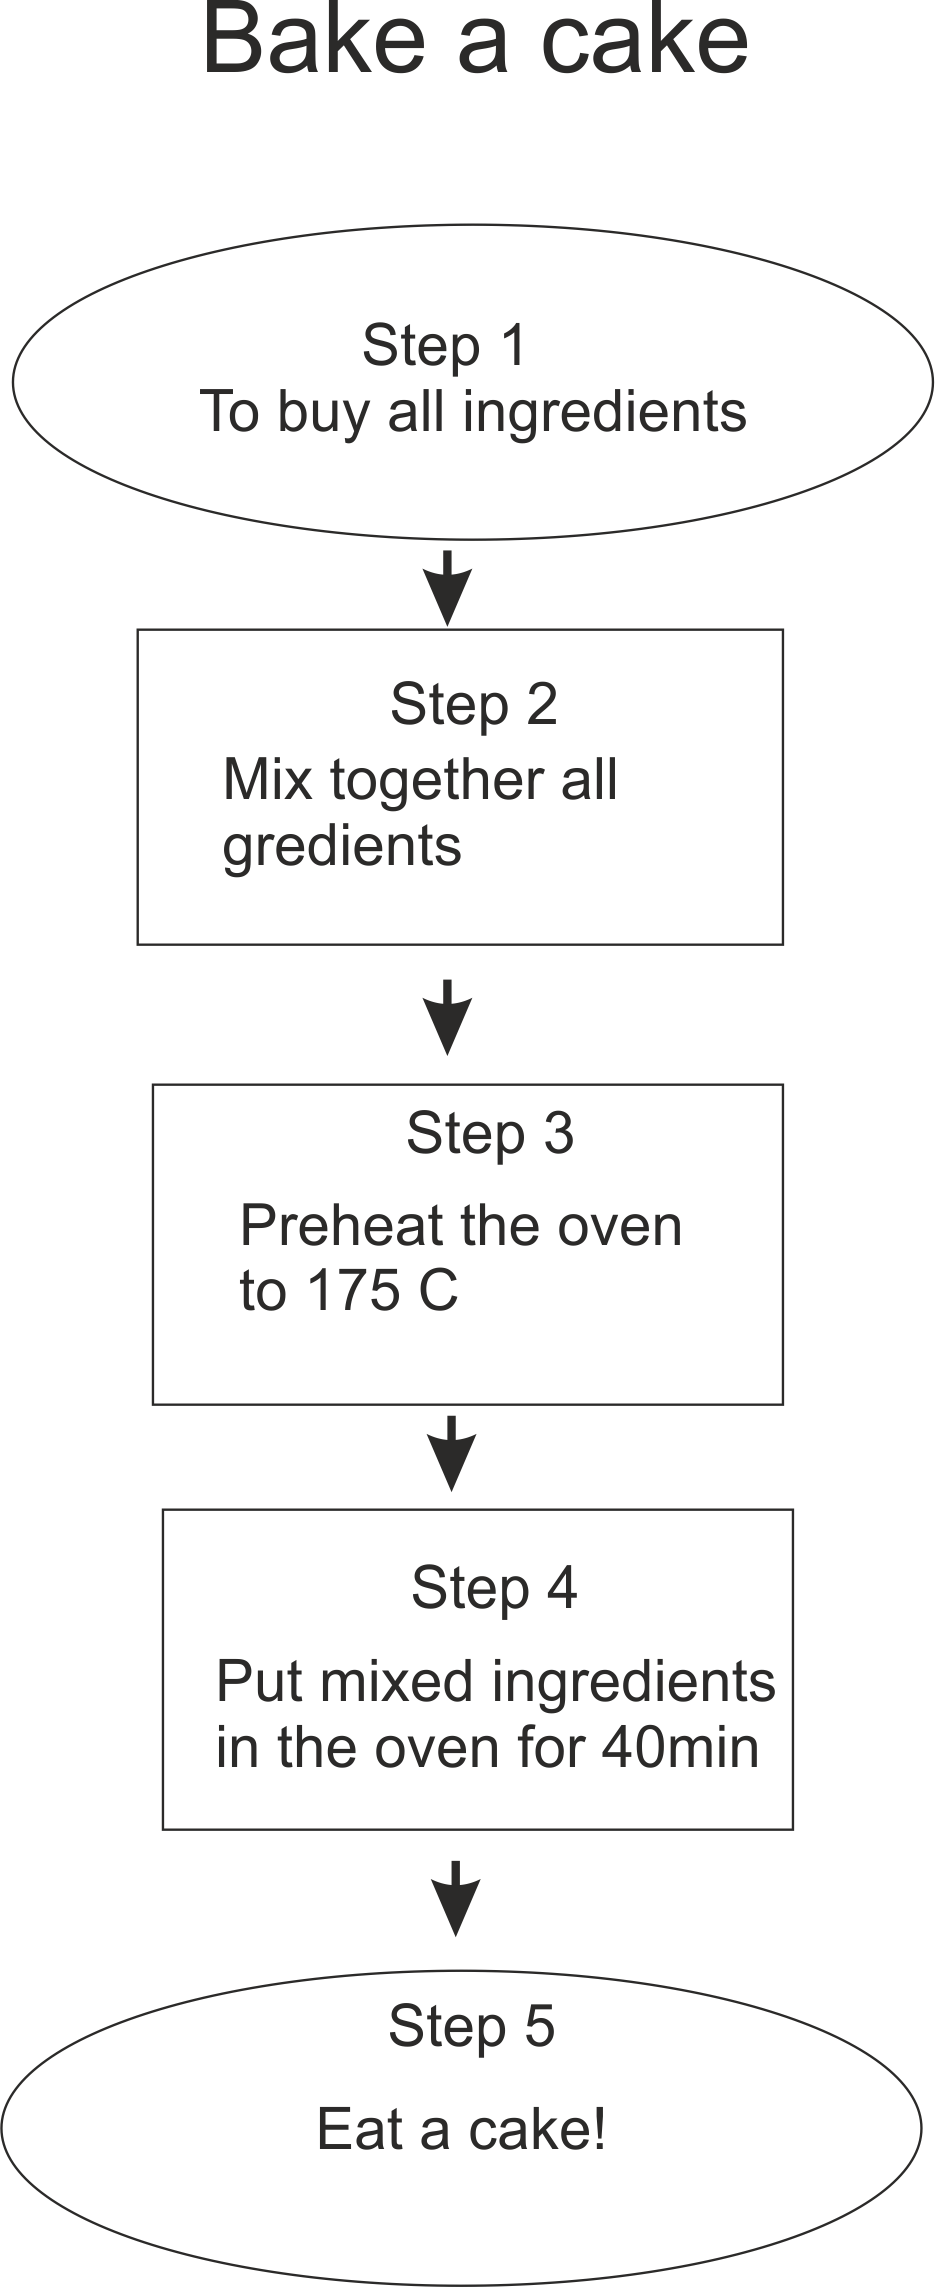 Bake a cake
Step 1
To buy all ingredients
Step 2
Mix together all
gredients
Step 3
Preheat the oven
to 175 C
Step 4
Put mixed ingredients
in the oven for 40min
Step 5
Eat a cake!